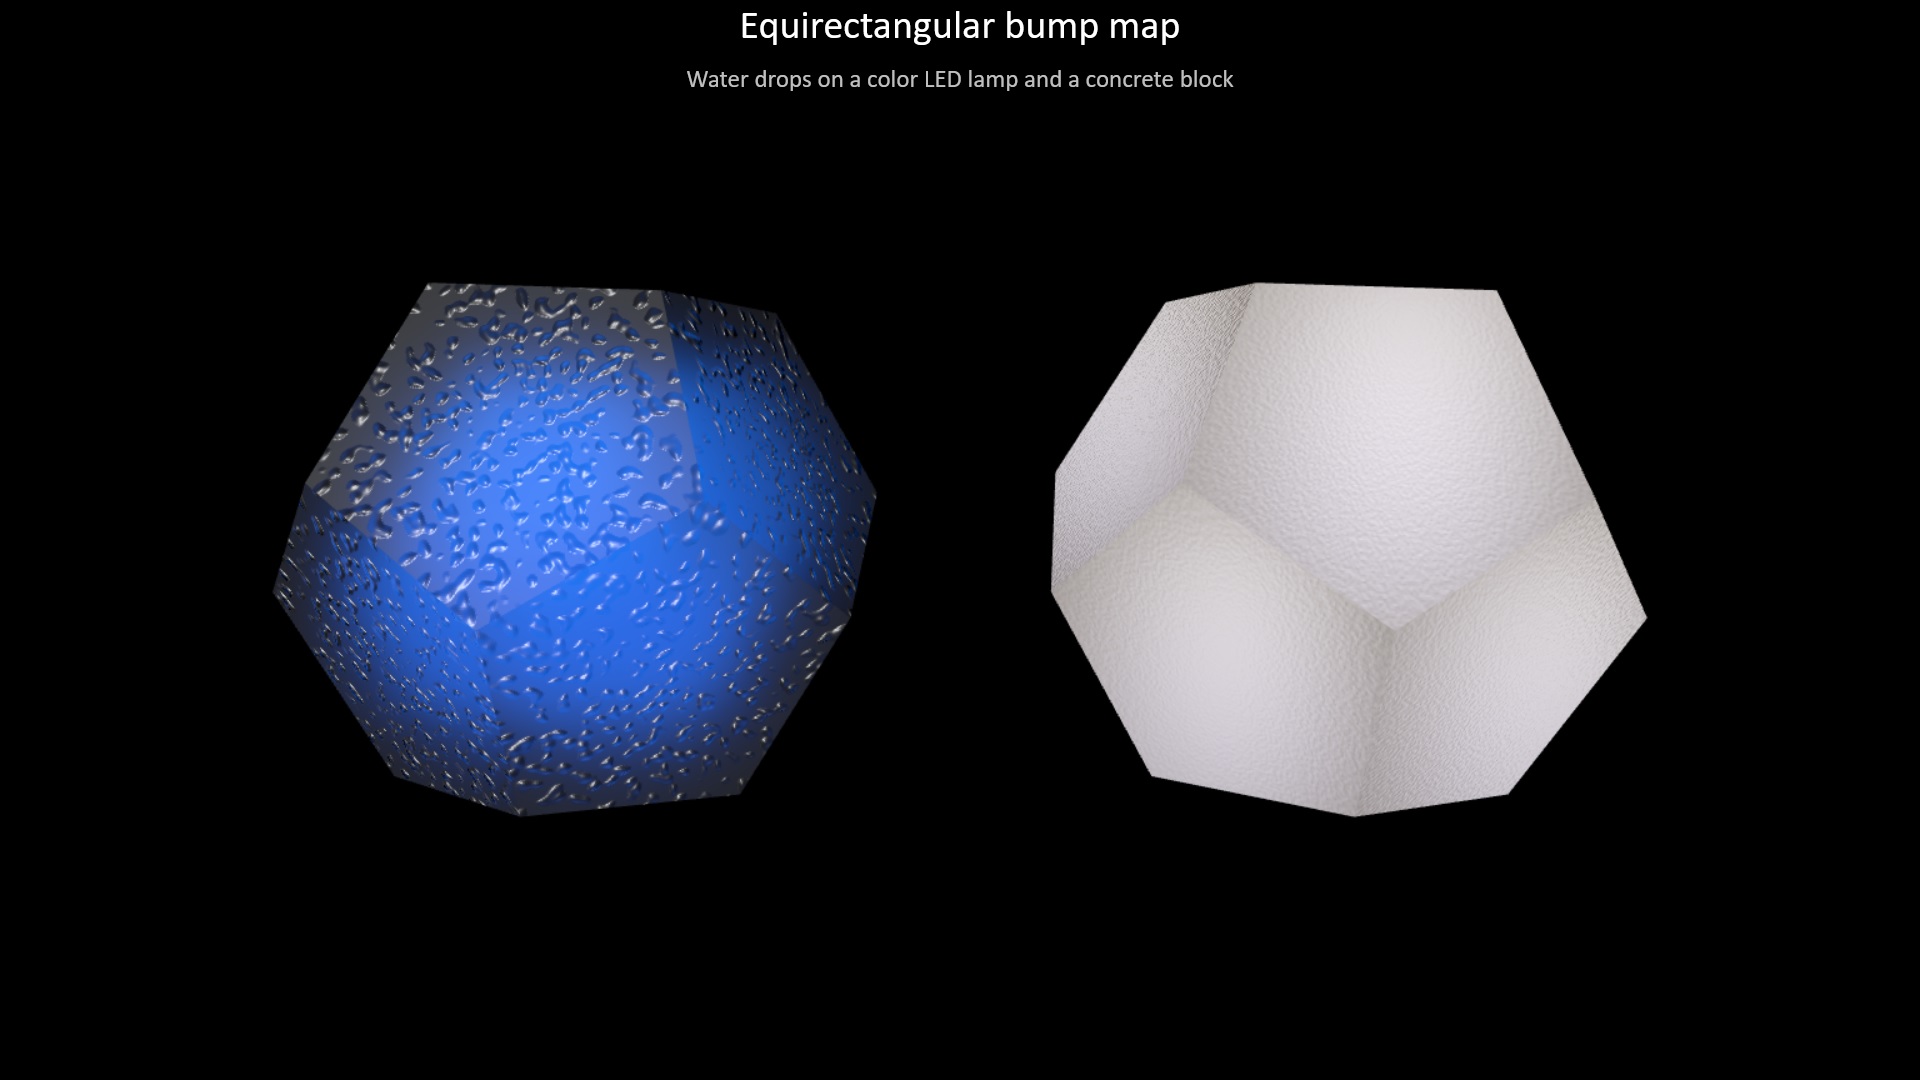 Equirectangular bump map
Water drops on a color LED lamp and a concrete block